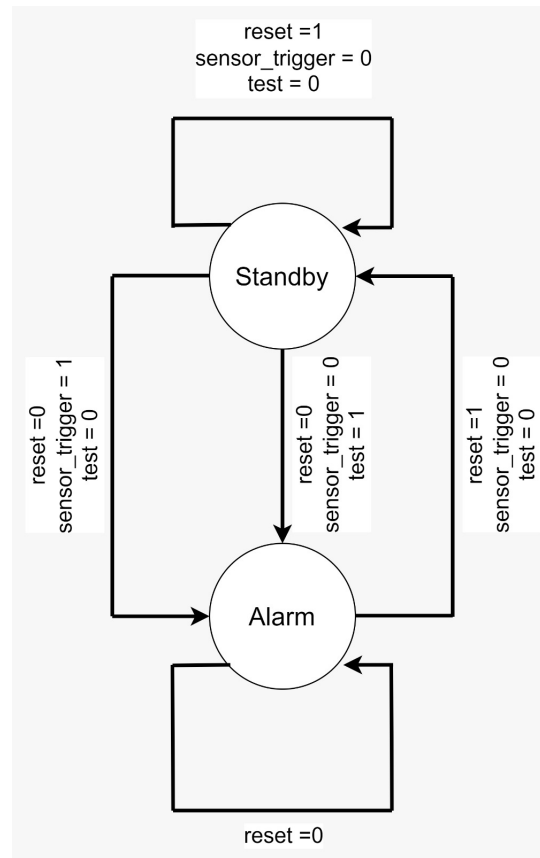 reset =1
sensor_trigger = 0
test = 0
Standby
reset =0
sensor_trigger = 1
test = 0
reset =0
sensor_trigger = 0
test = 1
reset =1
sensor_trigger = 0
test = 0
Alarm
reset =0